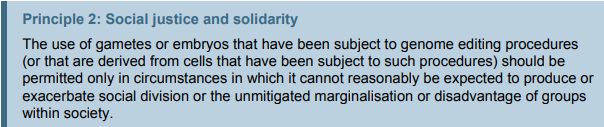 Principle 2: Social justice and solidarity
The use of gametes or embryos that have been subject to genome editing procedures
(or that are derived from cells that have been subject to such procedures) should be
permitted only in circumstances in which it cannot reasonably be expected to produce or
exacerbate social division or the unmitigated marginalisation or disadvantage of groups
within society.